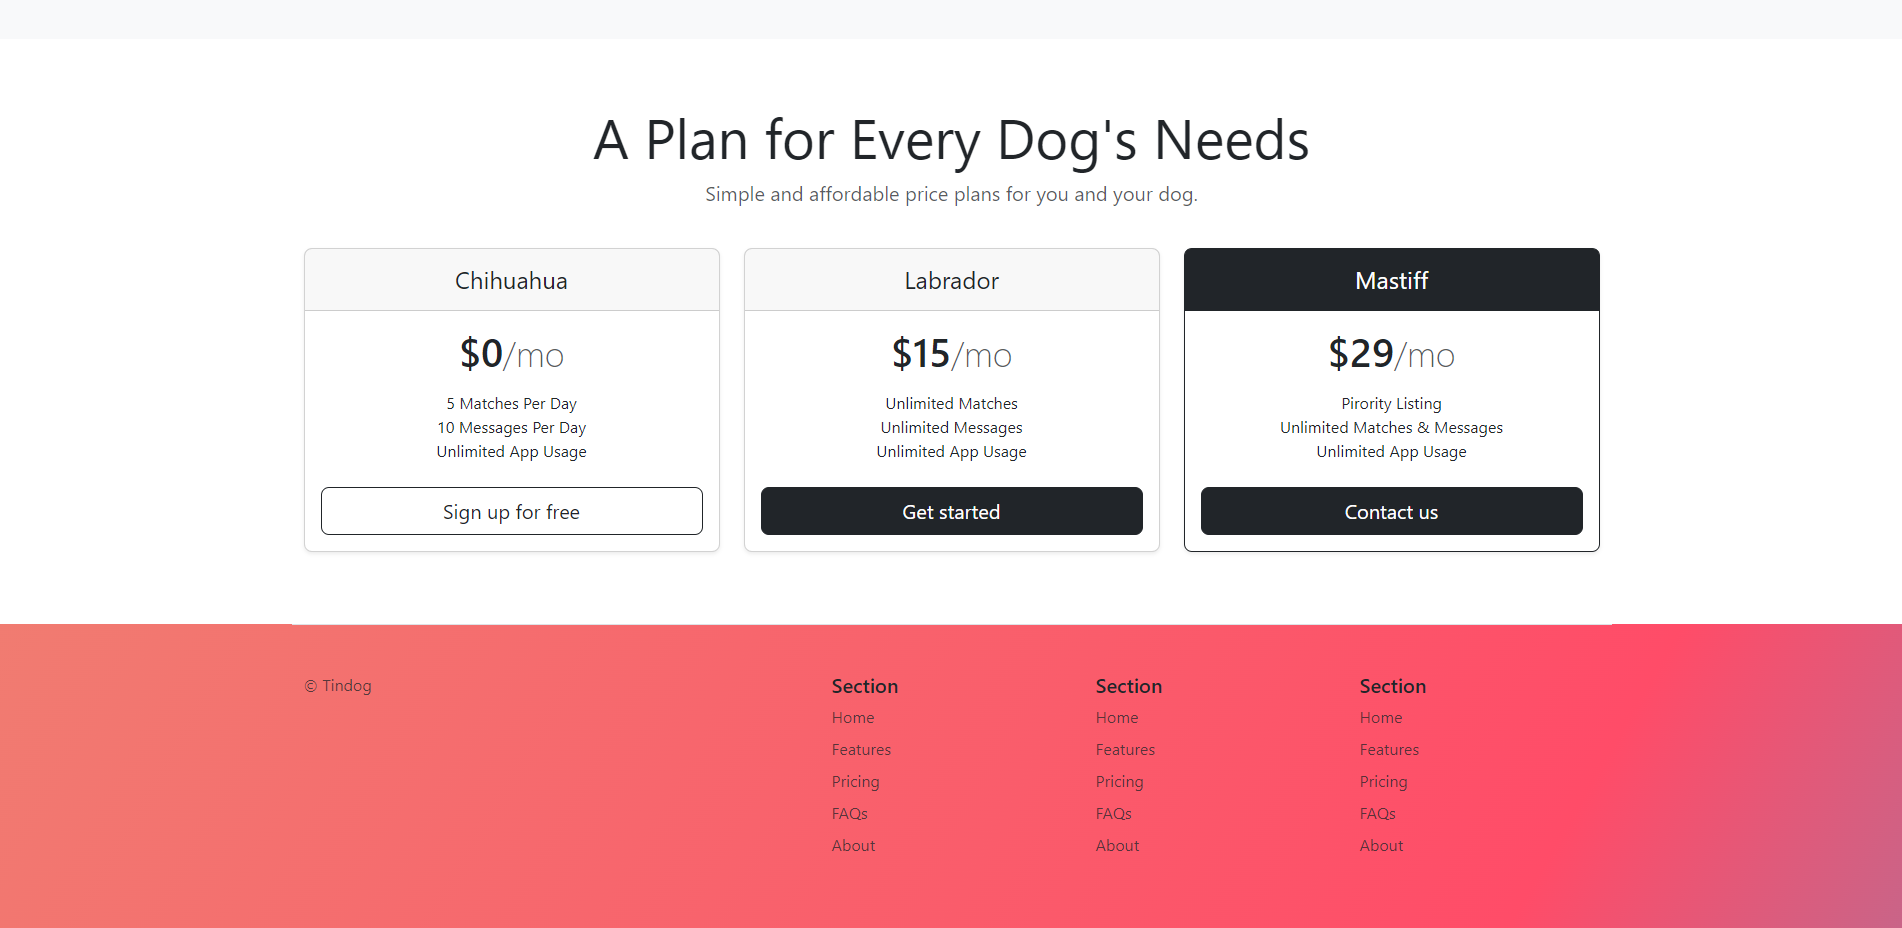 A Plan for Every Dog's Needs
Simple and affordable price plans for you and your dog.
Chihuahua
$0/mo
5 Matches Per Day
10 Messages Per Day
Unlimited App Usage
Sign up for free
Labrador
$15/mo
Unlimited Matches
Unlimited Messages
Unlimited App Usage
Get started
Mastiff
$29/mo
Pirority Listing
Unlimited Matches & Messages
Unlimited App Usage
Contact us
© Tindog
Section
Home
Features
Pricing
FAQs
About
Section
Home
Features
Pricing
FAQs
About
Section
Home
Features
Pricing
FAQs
About